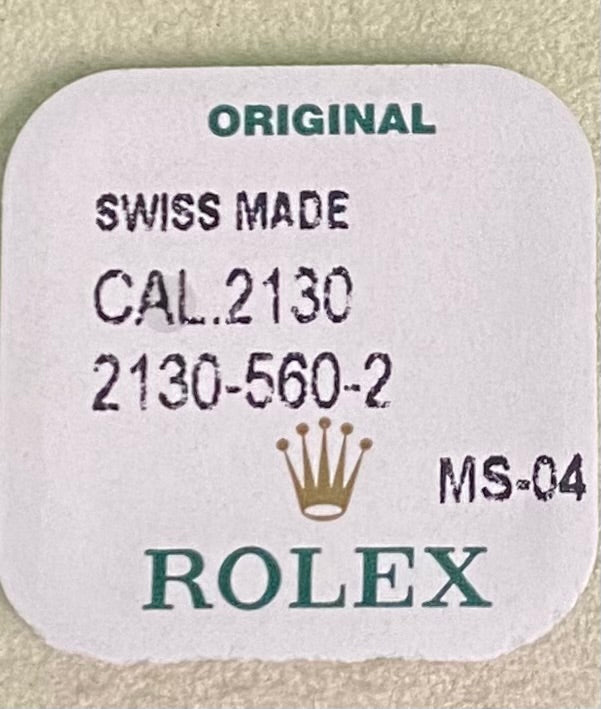 ORIGINAL
SWISS MADE
CAL.2130
2130-560-2
MS-04
ROLEX